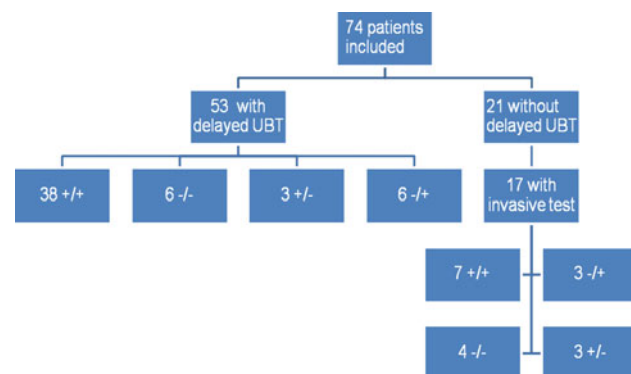 74 patients
included
53 with
delayed UBT
21 without
delayed UBT
38 +/+
6 -/-
3 +/-
6 -/+
17 with
invasive test
7 +/+
3 -/+
4 -/-
3 +/-